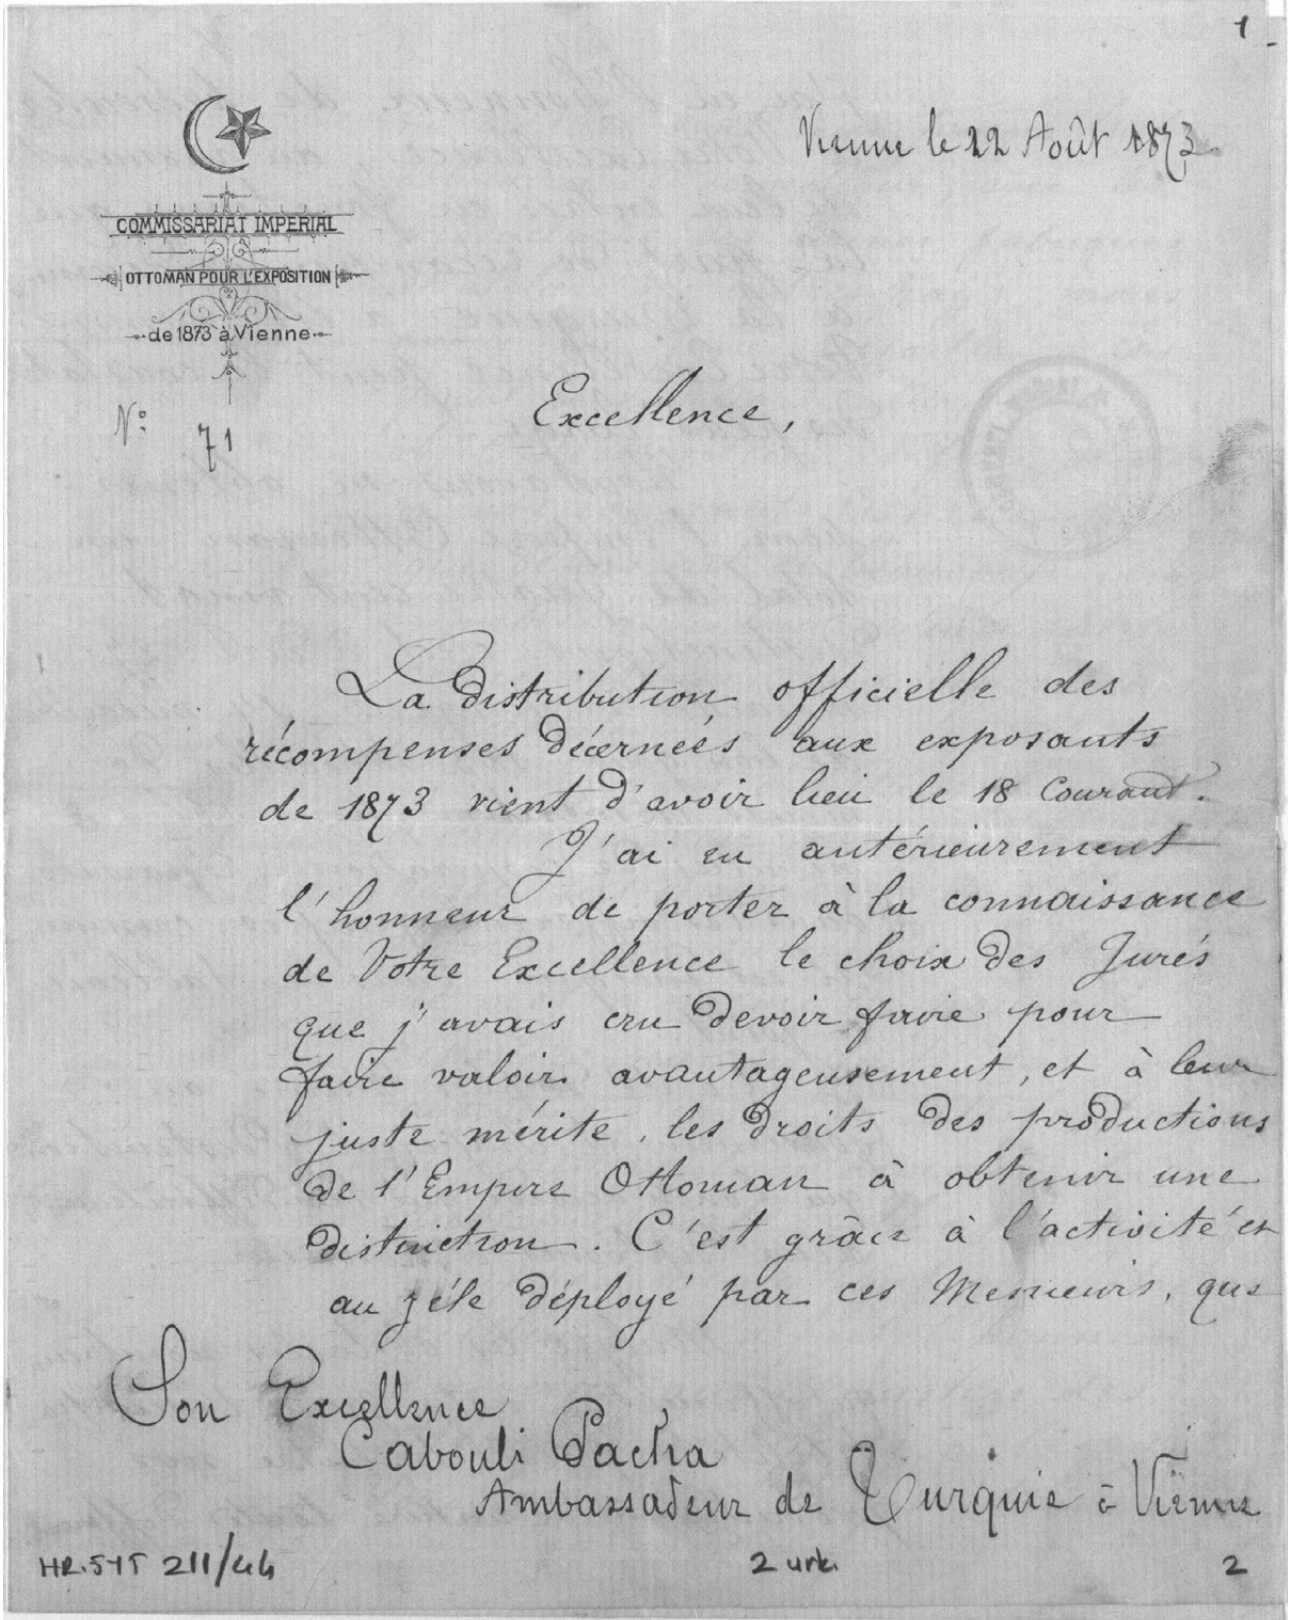 1
Vienne le 22 Août 1873
COMMISSARIAT IMPERIAL
OTTOMAN POUR L'EXPOSITION
de 1873 à Vienne
No: 71
Excellence,
La distribution officielle des
récompenses décerneés aux exposants
de 1873 vient d'avoir lieu le 18 Courant.
J'ai eu antérieurement
l'honneur de porter à la connaissance
de Votre Excellence le choix des Jurés
que j'avais cru devoir faire pour
faire valoir avantageusement, et à leur
juste mérite, les droits des productions
de l'Empire Ottoman à obtenir une
distinction. C'est grâce à l'activité et
au zéle déployé par ces Messieurs, que
Son Excellence
Cabouli Pacha
Ambassadeur de Turquie à Vienne
HR.SYS 211/44
2 urk.
2